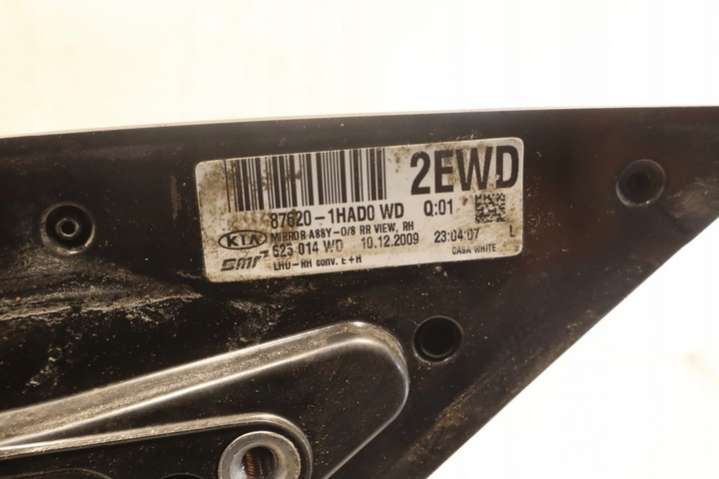 2EWD
87620-1HAD0 WD Q:01
KIA MIRROR ASSY-O/S RR VIEW, RH
523 014 WD 10.12.2009 23:04:07 L
smr LHD-RH conv. E+H CASA WHITE